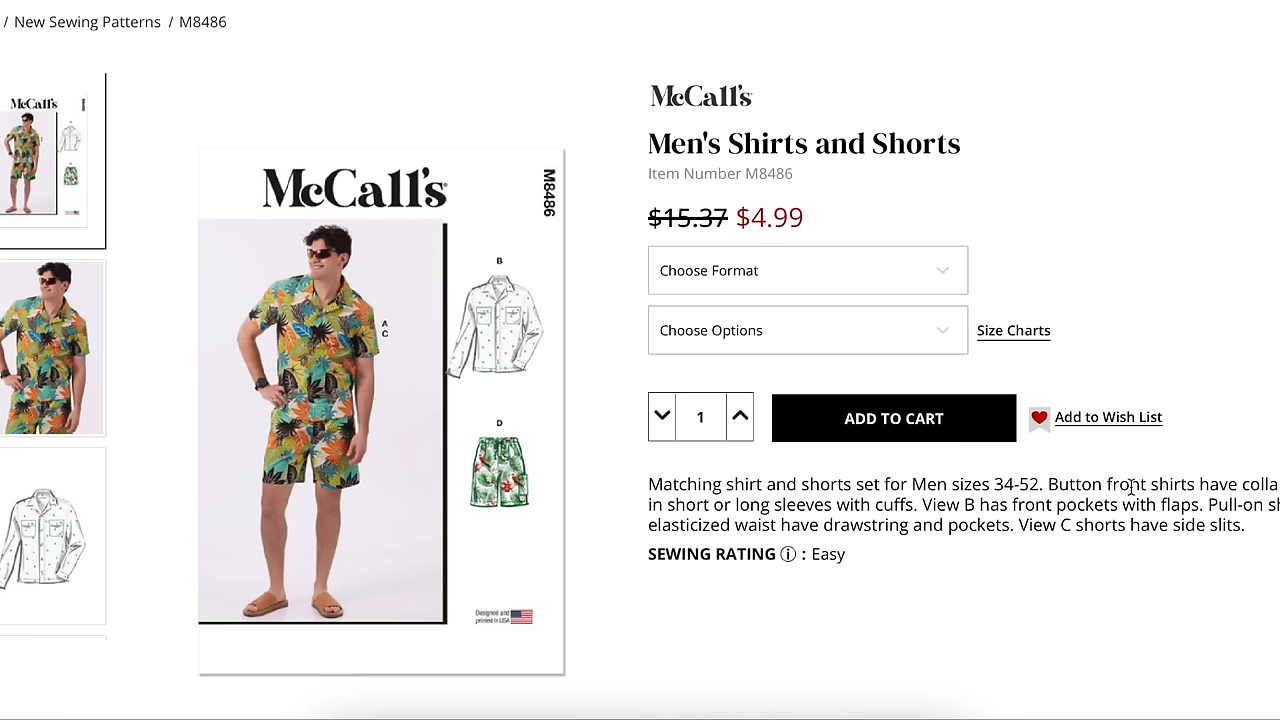 / New Sewing Patterns / M8486
McCall's
McCall's
M8486
B
A
C
D
Designed and
printed in USA
McCall's
Men's Shirts and Shorts
Item Number M8486
$15.37 $4.99
Choose Format
Choose Options
Size Charts
1
ADD TO CART
Add to Wish List
Matching shirt and shorts set for Men sizes 34-52. Button front shirts have colla
in short or long sleeves with cuffs. View B has front pockets with flaps. Pull-on sh
elasticized waist have drawstring and pockets. View C shorts have side slits.
SEWING RATING ⓘ : Easy